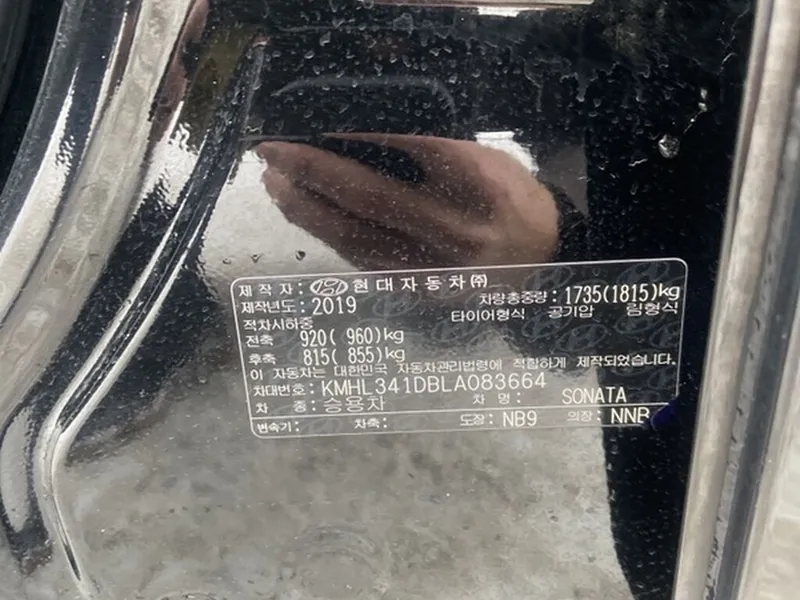 제작자: 현대자동차㈜
제작년도: 2019 차량총중량: 1735(1815)kg
적차시하중 타이어형식 공기압 림형식
전축 920( 960)kg
후축 815( 855)kg
이 자동차는 대한민국 자동차관리법령에 적합하게 제작되었습니다.
차대번호: KMHL341DBLA083664
차 종: 승용차 차 명: SONATA
변속기: 차축: 도장: NB9 의장: NNB